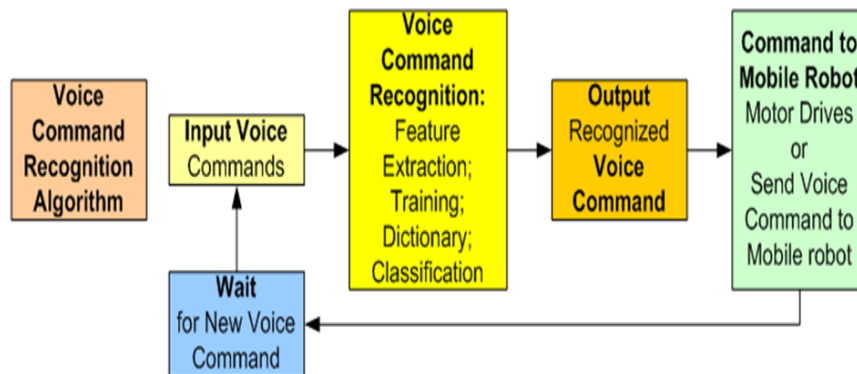 Voice
Command
Recognition
Algorithm
Input Voice
Commands
Voice
Command
Recognition:
Feature
Extraction;
Training;
Dictionary;
Classification
Output
Recognized
Voice
Command
Command to
Mobile Robot
Motor Drives
or
Send Voice
Command to
Mobile robot
Wait
for New Voice
Command